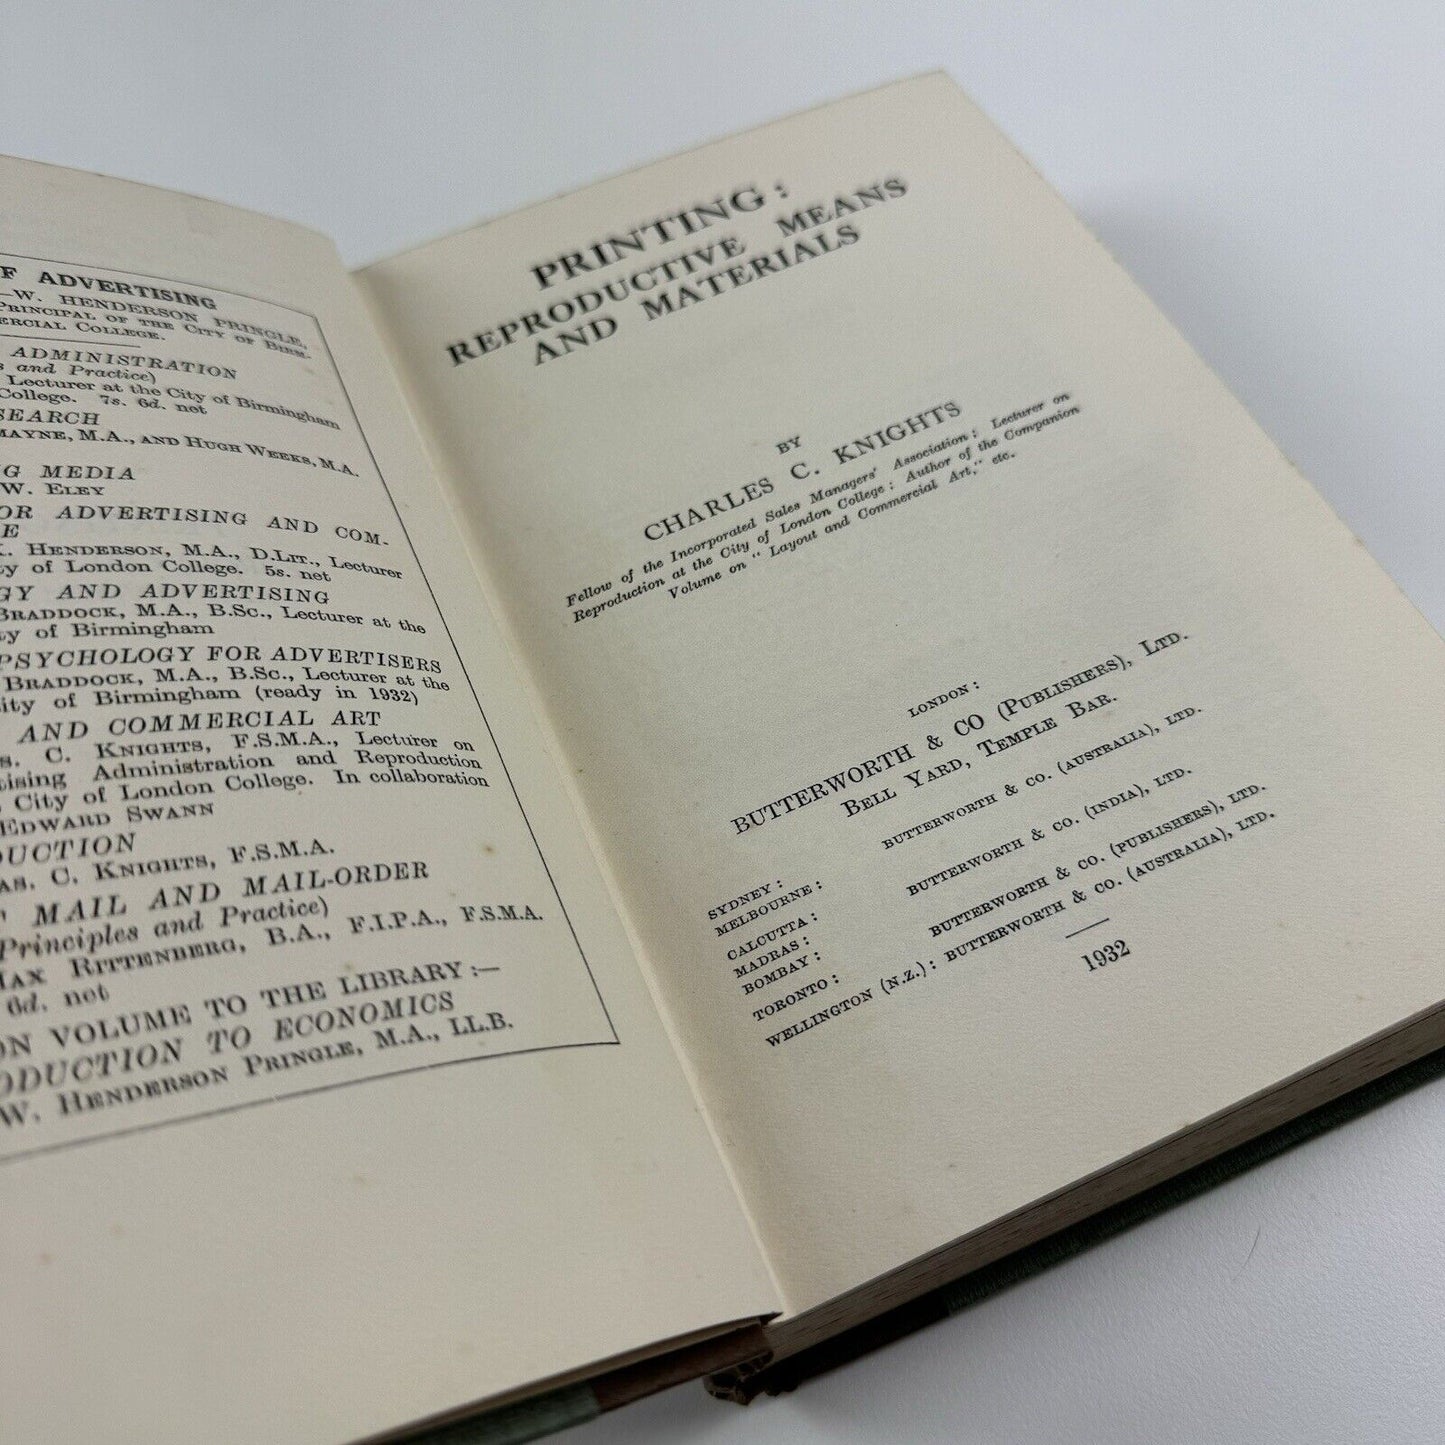 F ADVERTISING
—W. HENDERSON PRINGLE,
PRINCIPAL OF THE CITY OF BIRM-
ERCIAL COLLEGE.
ADMINISTRATION
s and Practice)
Lecturer at the City of Birmingham
College. 7s. 6d. net
SEARCH
MAYNE, M.A., AND HUGH WEEKS, M.A.
G MEDIA
W. ELEY
OR ADVERTISING AND COM-
E
K. HENDERSON, M.A., D.LIT., Lecturer
ty of London College. 5s. net
GY AND ADVERTISING
BRADDOCK, M.A., B.SC., Lecturer at the
ty of Birmingham
PSYCHOLOGY FOR ADVERTISERS
BRADDOCK, M.A., B.SC., Lecturer at the
ity of Birmingham (ready in 1932)
AND COMMERCIAL ART
S. C. KNIGHTS, F.S.M.A., Lecturer on
tising Administration and Reproduction
City of London College. In collaboration
EDWARD SWANN
DUCTION
AS. C. KNIGHTS, F.S.M.A.
MAIL AND MAIL-ORDER
Principles and Practice)
MAX RITTENBERG, B.A., F.I.P.A., F.S.M.A.
6d. net
ON VOLUME TO THE LIBRARY :—
ODUCTION TO ECONOMICS
W. HENDERSON PRINGLE, M.A., LL.B.
PRINTING :
REPRODUCTIVE MEANS
AND MATERIALS
BY
CHARLES C. KNIGHTS
Fellow of the Incorporated Sales Managers' Association ; Lecturer on
Reproduction at the City of London College ; Author of the Companion
Volume on " Layout and Commercial Art," etc.
LONDON :
BUTTERWORTH & CO (PUBLISHERS), LTD.
BELL YARD, TEMPLE BAR.
SYDNEY : BUTTERWORTH & CO. (AUSTRALIA), LTD.
MELBOURNE :
CALCUTTA : BUTTERWORTH & CO. (INDIA), LTD.
MADRAS :
BOMBAY :
TORONTO : BUTTERWORTH & CO. (PUBLISHERS), LTD.
WELLINGTON (N.Z.) : BUTTERWORTH & CO. (AUSTRALIA), LTD.
1932